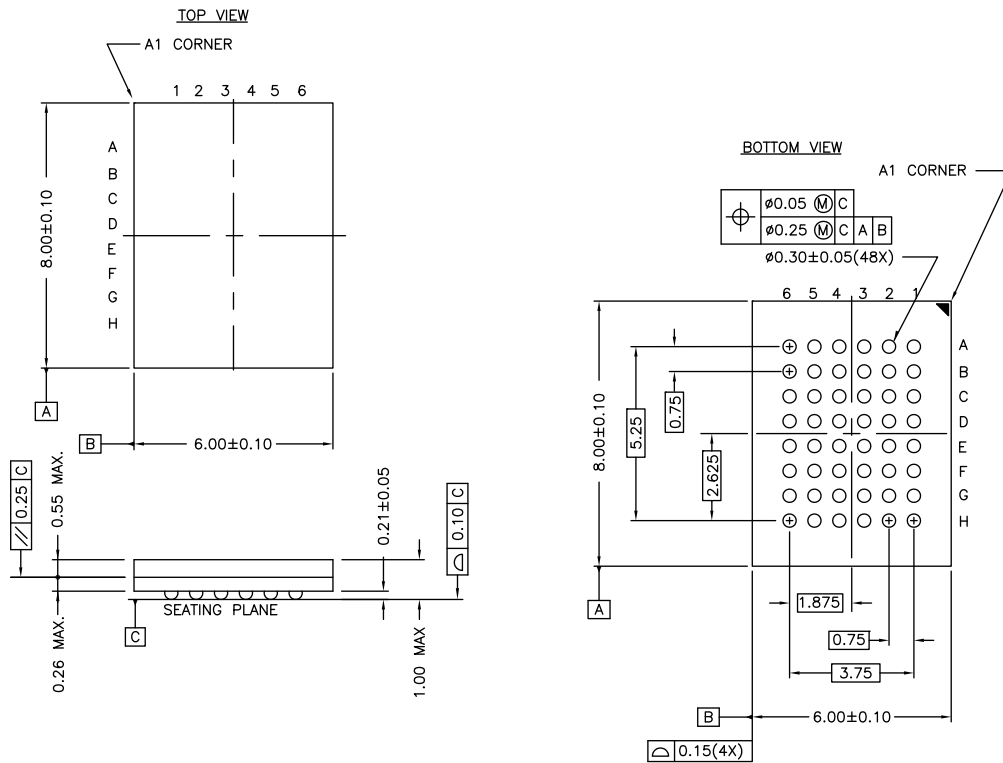 TOP VIEW
A1 CORNER
1 2 3 4 5 6
A
B
C
D
E
F
G
H
8.00±0.10
A
B
6.00±0.10
// 0.25 C
0.55 MAX.
0.21±0.05
⌓ 0.10 C
SEATING PLANE
C
0.26 MAX.
1.00 MAX
BOTTOM VIEW
A1 CORNER
⌖ ø0.05 Ⓜ C
ø0.25 Ⓜ C A B
ø0.30±0.05(48X)
6 5 4 3 2 1
A
B
C
D
E
F
G
H
8.00±0.10
5.25
0.75
2.625
A
1.875
0.75
3.75
B
6.00±0.10
⌓ 0.15(4X)